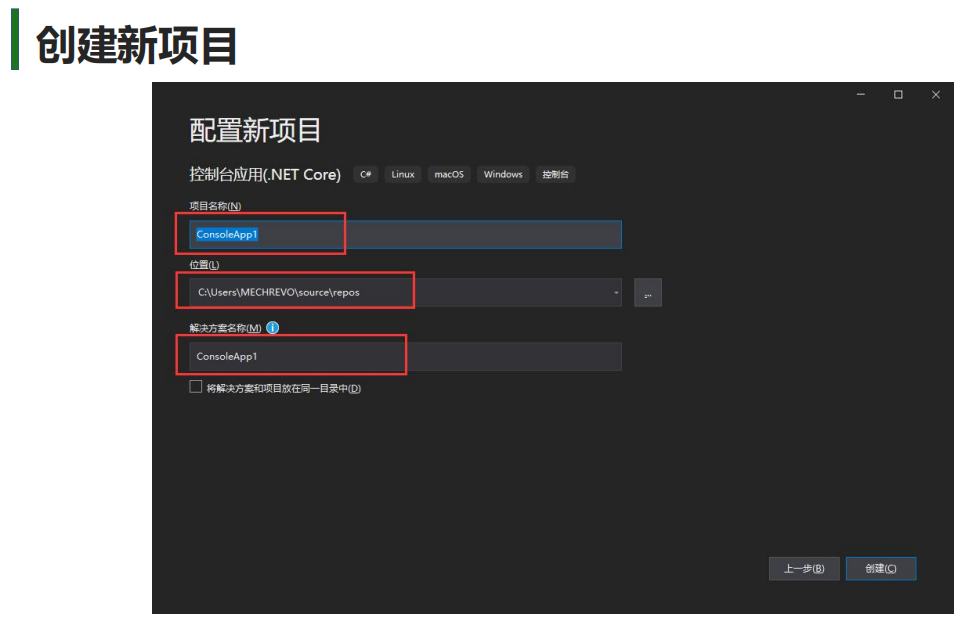 创建新项目
配置新项目
控制台应用(.NET Core) C# Linux macOS Windows 控制台
项目名称(N)
ConsoleApp1
位置(L)
C:\Users\MECHREVO\source\repos
...
解决方案名称(M)
ConsoleApp1
将解决方案和项目放在同一目录中(D)
上一步(B) 创建(C)